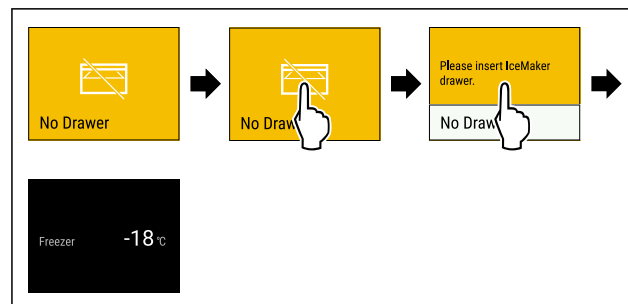 No Drawer
No Draw
Please insert IceMaker
drawer.
No Draw
Freezer -18 °C